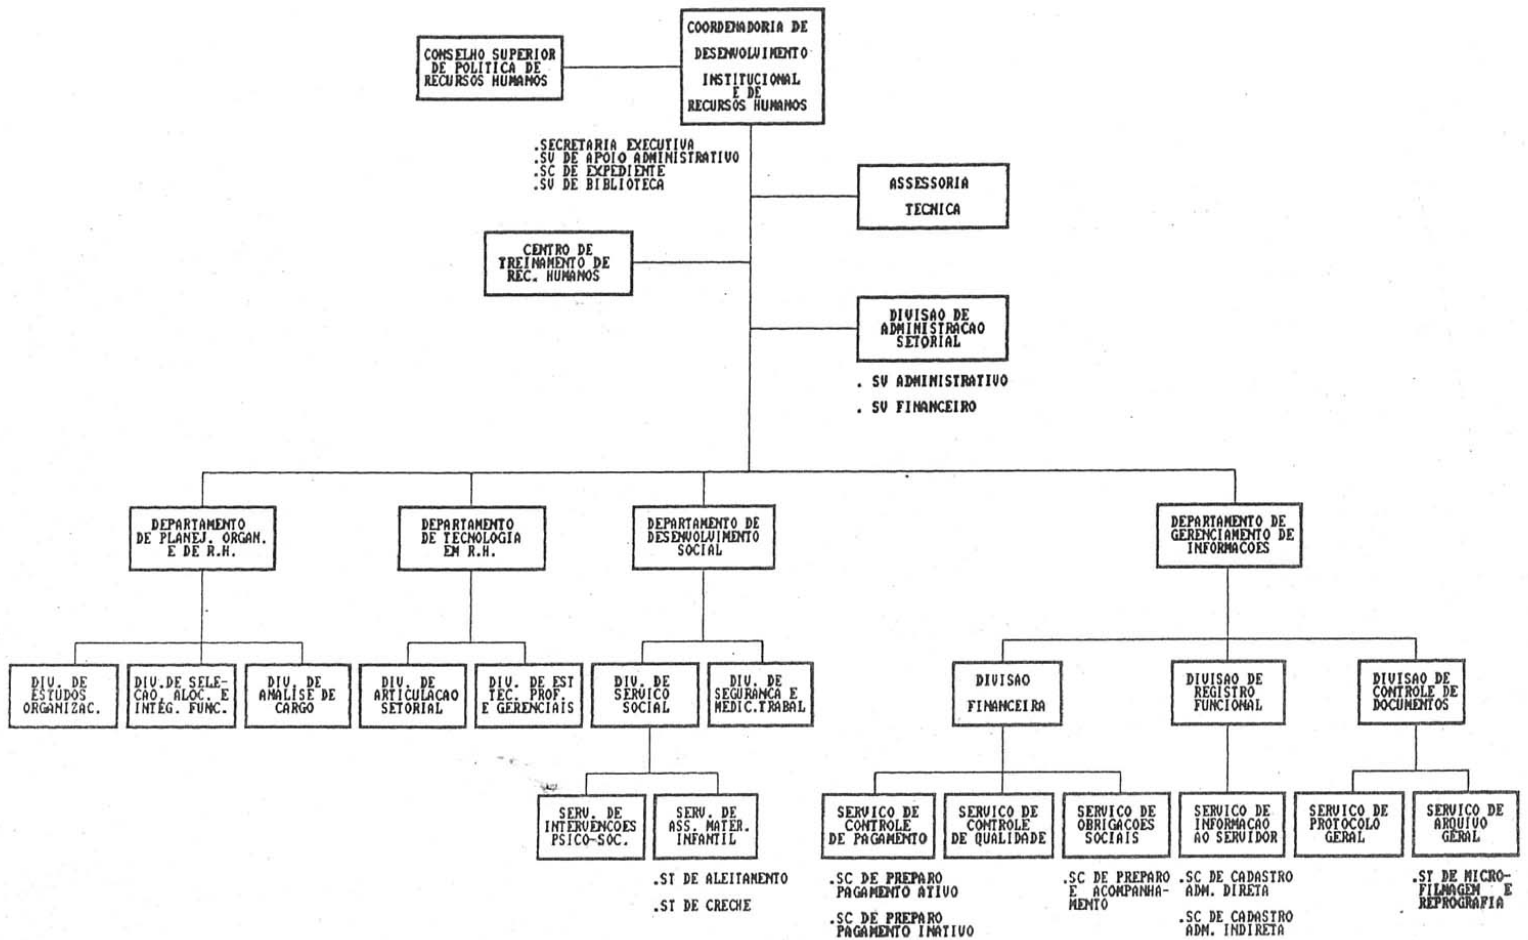 COORDENADORIA DE
DESENVOLVIMENTO
INSTITUCIONAL
E DE
RECURSOS HUMANOS
CONSELHO SUPERIOR
DE POLITICA DE
RECURSOS HUMANOS
.SECRETARIA EXECUTIVA
.SV DE APOIO ADMINISTRATIVO
.SC DE EXPEDIENTE
.SV DE BIBLIOTECA
ASSESSORIA
TECNICA
CENTRO DE
TREINAMENTO DE
REC. HUMANOS
DIVISAO DE
ADMINISTRACAO
SETORIAL
. SV ADMINISTRATIVO
. SV FINANCEIRO
DEPARTAMENTO
DE PLANEJ. ORGAN.
E DE R.H.
DEPARTAMENTO
DE TECNOLOGIA
EM R.H.
DEPARTAMENTO DE
DESENVOLVIMENTO
SOCIAL
DEPARTAMENTO DE
GERENCIAMENTO DE
INFORMACOES
DIV. DE
ESTUDOS
ORGANIZAC.
DIV.DE SELE-
CAO, ALOC. E
INTEG. FUNC.
DIV. DE
ANALISE DE
CARGO
DIV. DE
ARTICULACAO
SETORIAL
DIV. DE EST
TEC. PROF.
E GERENCIAIS
DIV. DE
SERVICO
SOCIAL
DIV. DE
SEGURANCA E
MEDIC.TRABAL
DIVISAO
FINANCEIRA
DIVISAO DE
REGISTRO
FUNCIONAL
DIVISAO DE
CONTROLE DE
DOCUMENTOS
SERV. DE
INTERVENCOES
PSICO-SOC.
SERV. DE
ASS. MATER.
INFANTIL
.ST DE ALEITAMENTO
.ST DE CRECHE
SERVICO DE
CONTROLE
DE PAGAMENTO
.SC DE PREPARO
PAGAMENTO ATIVO
.SC DE PREPARO
PAGAMENTO INATIVO
SERVICO DE
CONTROLE
DE QUALIDADE
SERVICO DE
OBRIGACOES
SOCIAIS
.SC DE PREPARO
E ACOMPANHA-
MENTO
SERVICO DE
INFORMACAO
AO SERVIDOR
.SC DE CADASTRO
ADM. DIRETA
.SC DE CADASTRO
ADM. INDIRETA
SERVICO DE
PROTOCOLO
GERAL
SERVICO DE
ARQUIVO
GERAL
.ST DE MICRO-
FILMAGEM E
REPROGRAFIA